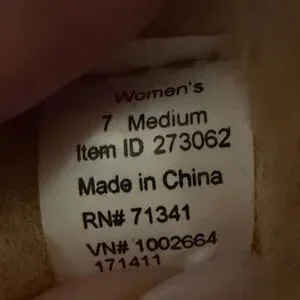 Women's
7 Medium
Item ID 273062
Made in China
RN# 71341
VN# 1002664
171411